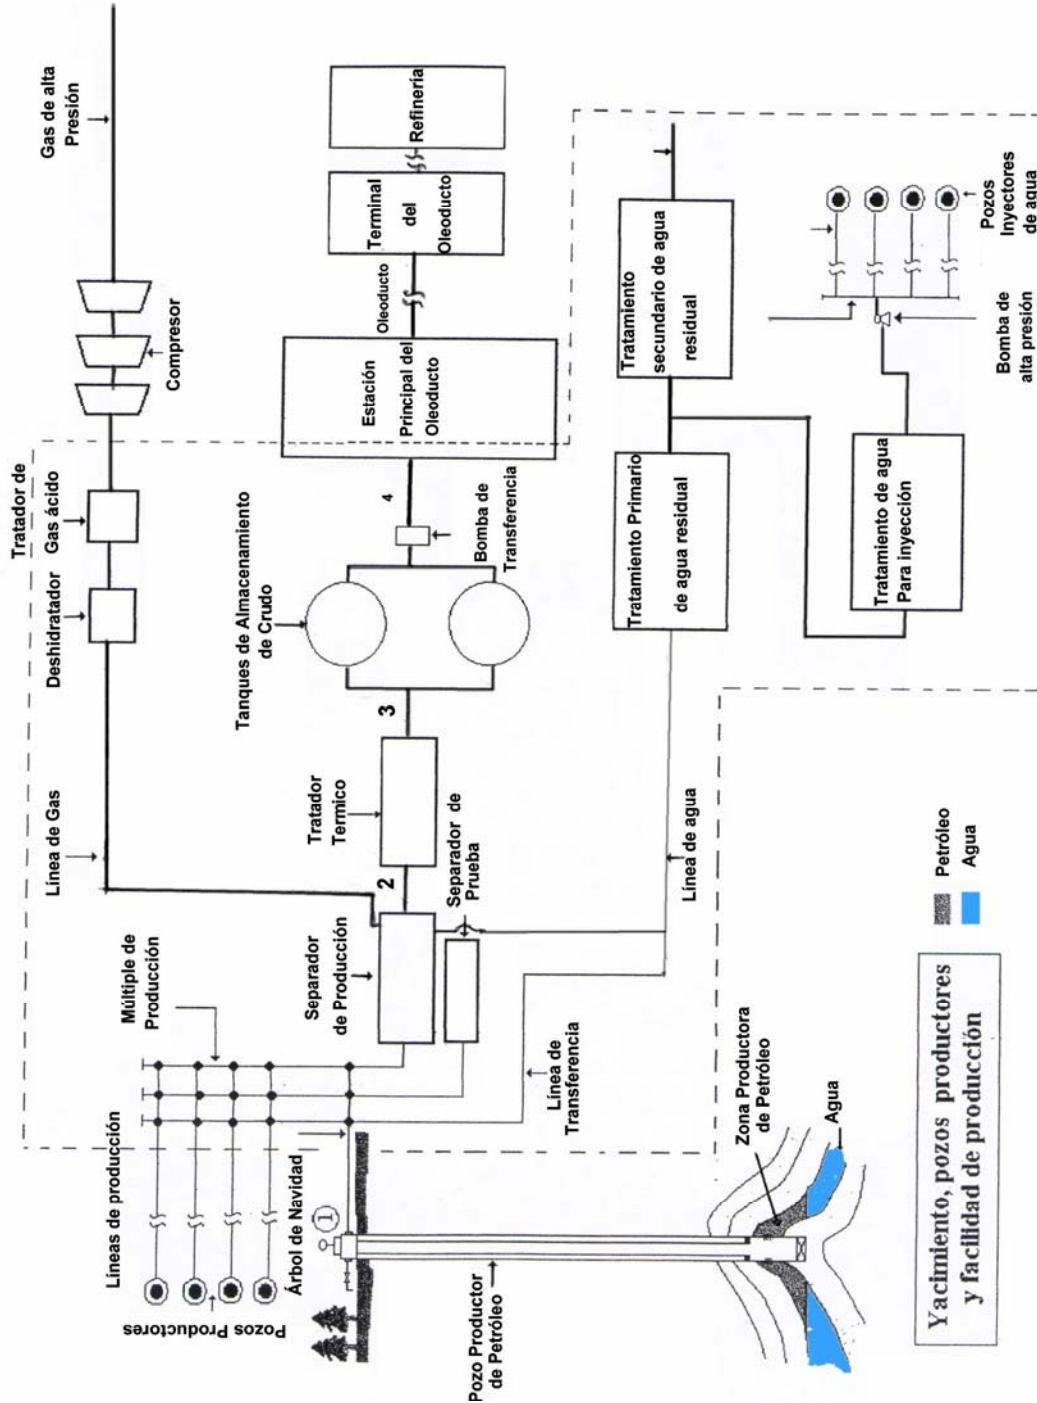 Gas de alta
Presión
Compresor
Tratador de
Gas ácido
Deshidratador
Línea de Gas
Refinería
Terminal
del
Oleoducto
Oleoducto
Estación
Principal del
Oleoducto
4
Bomba de
Transferencia
Tanques de Almacenamiento
de Crudo
3
Tratador
Termico
2
Separador de
Prueba
Separador
de Producción
Múltiple de
Producción
Líneas de producción
Pozos Productores
Árbol de Navidad
1
Línea de
Transferencia
Línea de agua
Tratamiento
secundario de agua
residual
Tratamiento Primario
de agua residual
Tratamiento de agua
Para inyección
Pozos
Inyectores
de agua
Bomba de
alta presión
Pozo Productor
de Petróleo
Zona Productora
de Petróleo
Agua
Petróleo
Agua
Yacimiento, pozos productores
y facilidad de producción